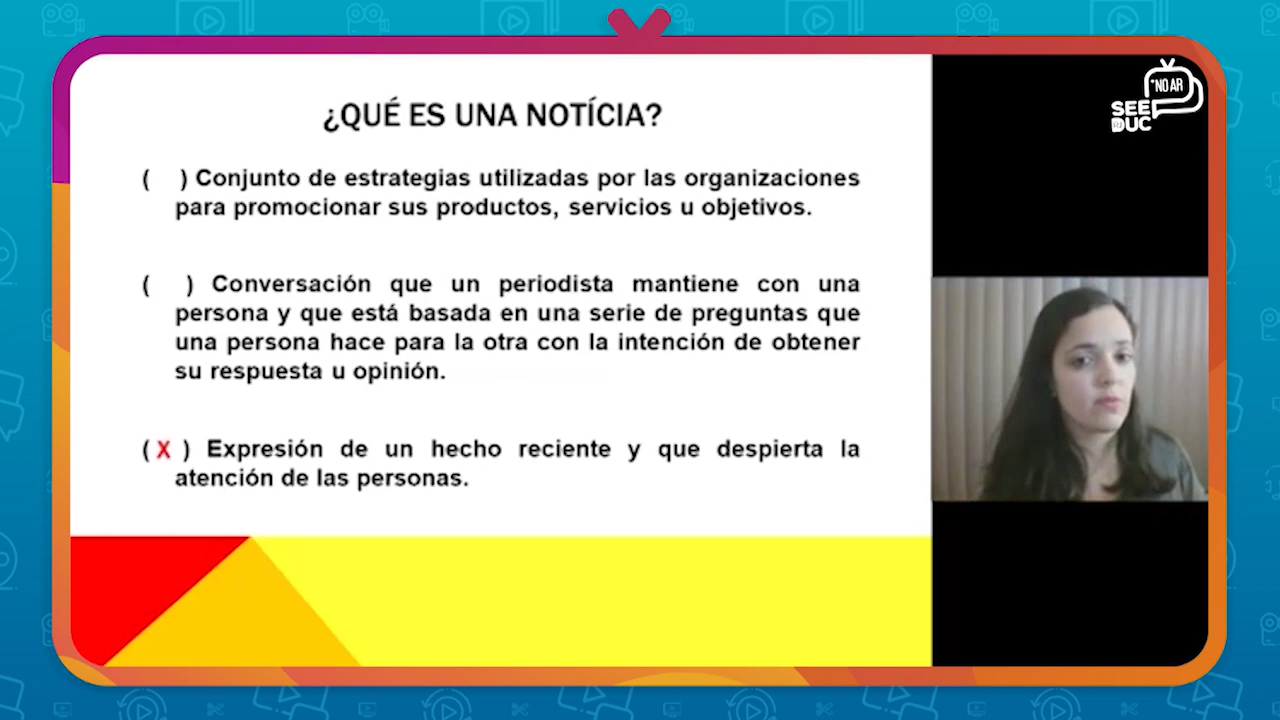 ¿QUÉ ES UNA NOTÍCIA?
( ) Conjunto de estrategias utilizadas por las organizaciones
para promocionar sus productos, servicios u objetivos.
( ) Conversación que un periodista mantiene con una
persona y que está basada en una serie de preguntas que
una persona hace para la otra con la intención de obtener
su respuesta u opinión.
( X ) Expresión de un hecho reciente y que despierta la
atención de las personas.
NO AR
SEE
DUC